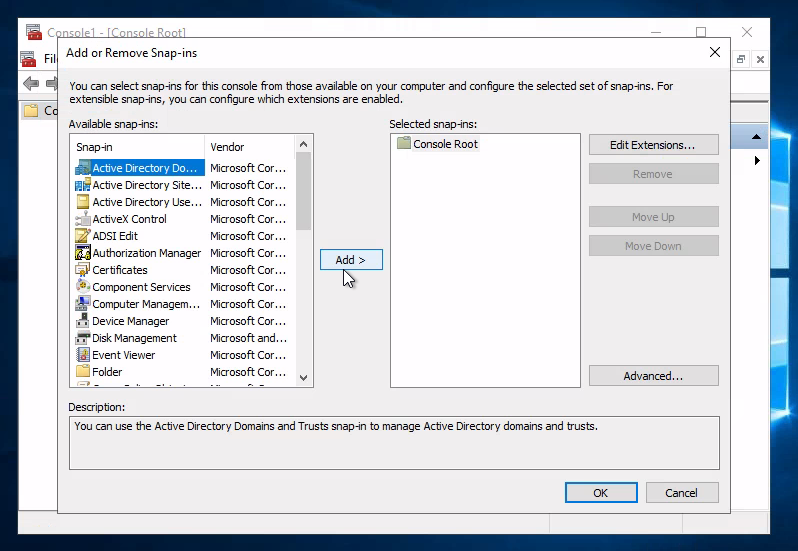 Console1 - [Console Root]
Fil
Co
Add or Remove Snap-ins
You can select snap-ins for this console from those available on your computer and configure the selected set of snap-ins. For
extensible snap-ins, you can configure which extensions are enabled.
Available snap-ins:
Snap-in Vendor
Active Directory Do... Microsoft Cor...
Active Directory Site... Microsoft Cor...
Active Directory Use... Microsoft Cor...
ActiveX Control Microsoft Cor...
ADSI Edit Microsoft Cor...
Authorization Manager Microsoft Cor...
Certificates Microsoft Cor...
Component Services Microsoft Cor...
Computer Managem... Microsoft Cor...
Device Manager Microsoft Cor...
Disk Management Microsoft and...
Event Viewer Microsoft Cor...
Folder Microsoft Cor...
Add >
Selected snap-ins:
Console Root
Edit Extensions...
Remove
Move Up
Move Down
Advanced...
Description:
You can use the Active Directory Domains and Trusts snap-in to manage Active Directory domains and trusts.
OK
Cancel